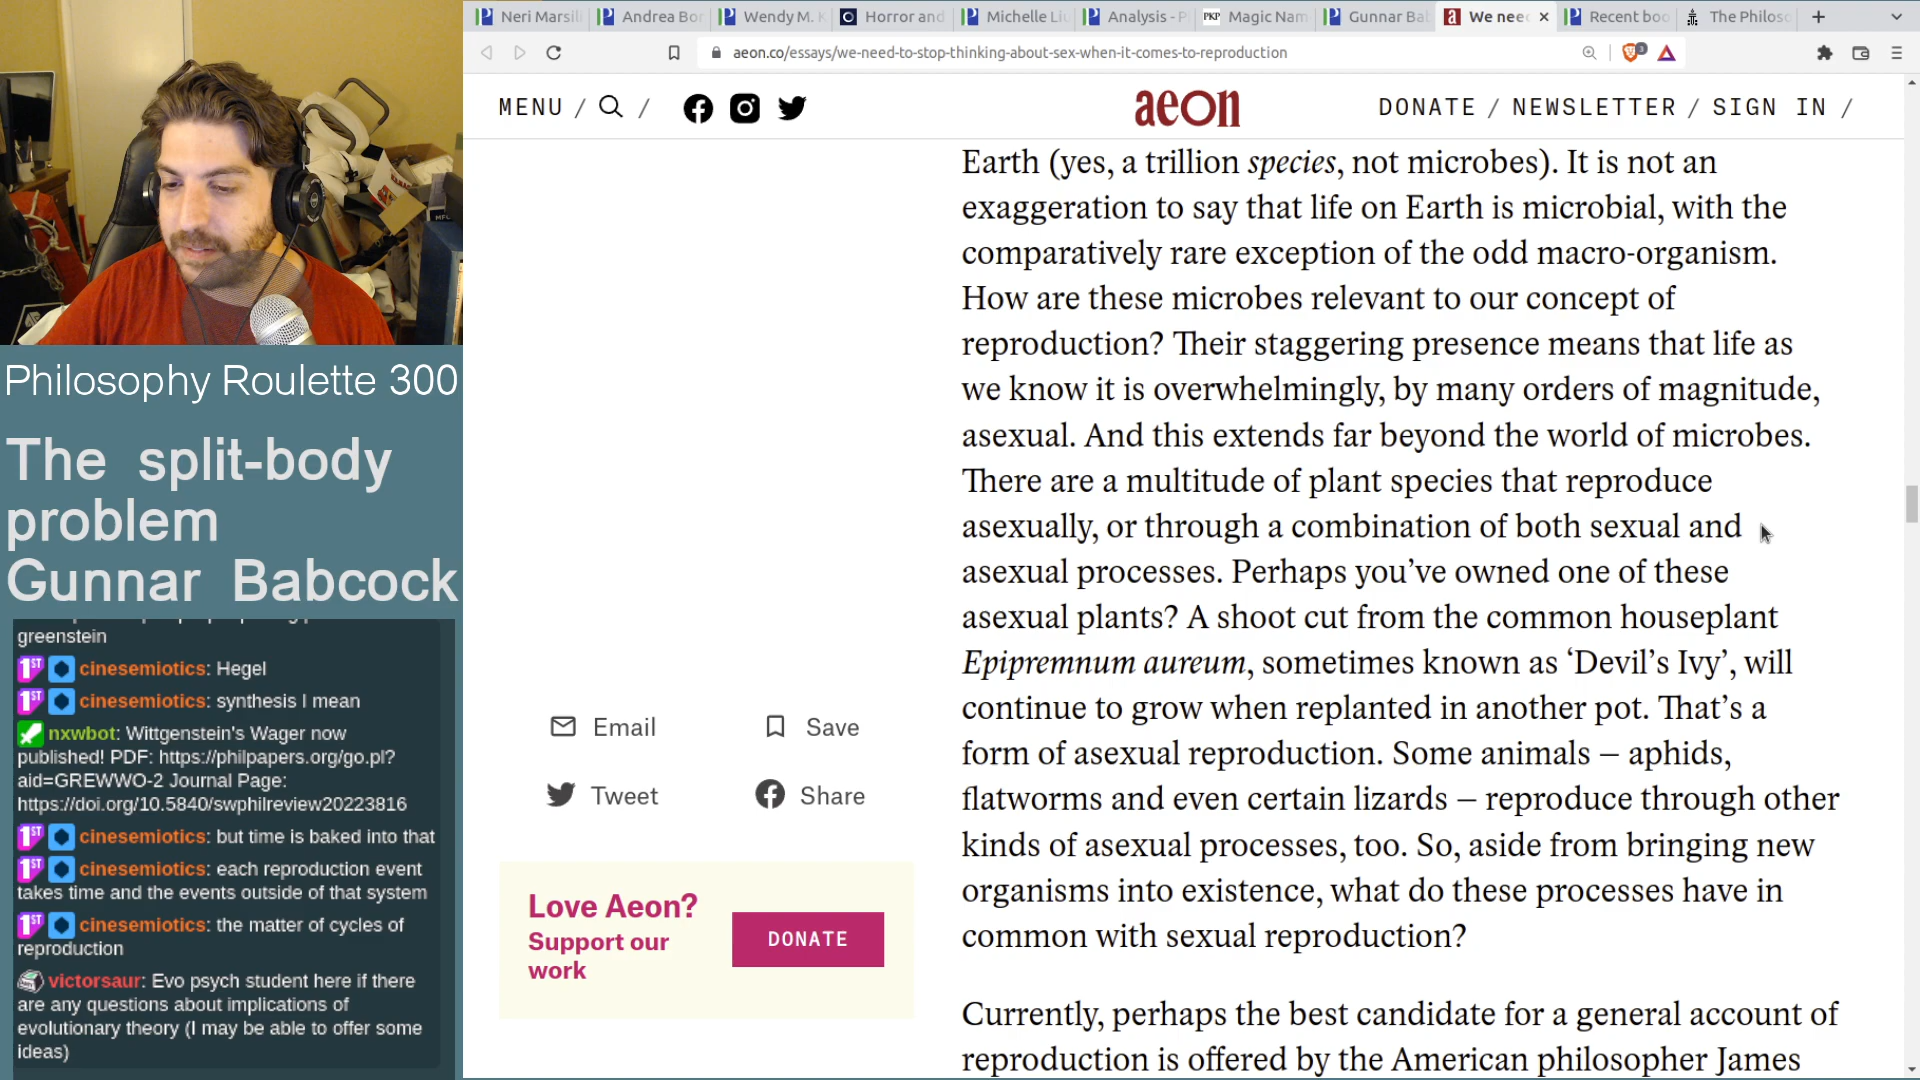 Neri Marsil
Andrea Bor
Wendy M. K
Horror and
Michelle Liu
Analysis - P
PKP Magic Nam
Gunnar Bab
We nee
Recent boo
The Philos
aeon.co/essays/we-need-to-stop-thinking-about-sex-when-it-comes-to-reproduction
MENU / /
aeon
DONATE / NEWSLETTER / SIGN IN /
Philosophy Roulette 300
The split-body
problem
Gunnar Babcock
greenstein
cinesemiotics: Hegel
cinesemiotics: synthesis I mean
nxwbot: Wittgenstein's Wager now
published! PDF: https://philpapers.org/go.pl?
aid=GREWWO-2 Journal Page:
https://doi.org/10.5840/swphilreview20223816
cinesemiotics: but time is baked into that
cinesemiotics: each reproduction event
takes time and the events outside of that system
cinesemiotics: the matter of cycles of
reproduction
victorsaur: Evo psych student here if there
are any questions about implications of
evolutionary theory (I may be able to offer some
ideas)
Email
Save
Tweet
Share
Love Aeon?
Support our
work
DONATE
Earth (yes, a trillion species, not microbes). It is not an
exaggeration to say that life on Earth is microbial, with the
comparatively rare exception of the odd macro-organism.
How are these microbes relevant to our concept of
reproduction? Their staggering presence means that life as
we know it is overwhelmingly, by many orders of magnitude,
asexual. And this extends far beyond the world of microbes.
There are a multitude of plant species that reproduce
asexually, or through a combination of both sexual and
asexual processes. Perhaps you’ve owned one of these
asexual plants? A shoot cut from the common houseplant
Epipremnum aureum, sometimes known as ‘Devil’s Ivy’, will
continue to grow when replanted in another pot. That’s a
form of asexual reproduction. Some animals – aphids,
flatworms and even certain lizards – reproduce through other
kinds of asexual processes, too. So, aside from bringing new
organisms into existence, what do these processes have in
common with sexual reproduction?
Currently, perhaps the best candidate for a general account of
reproduction is offered by the American philosopher James